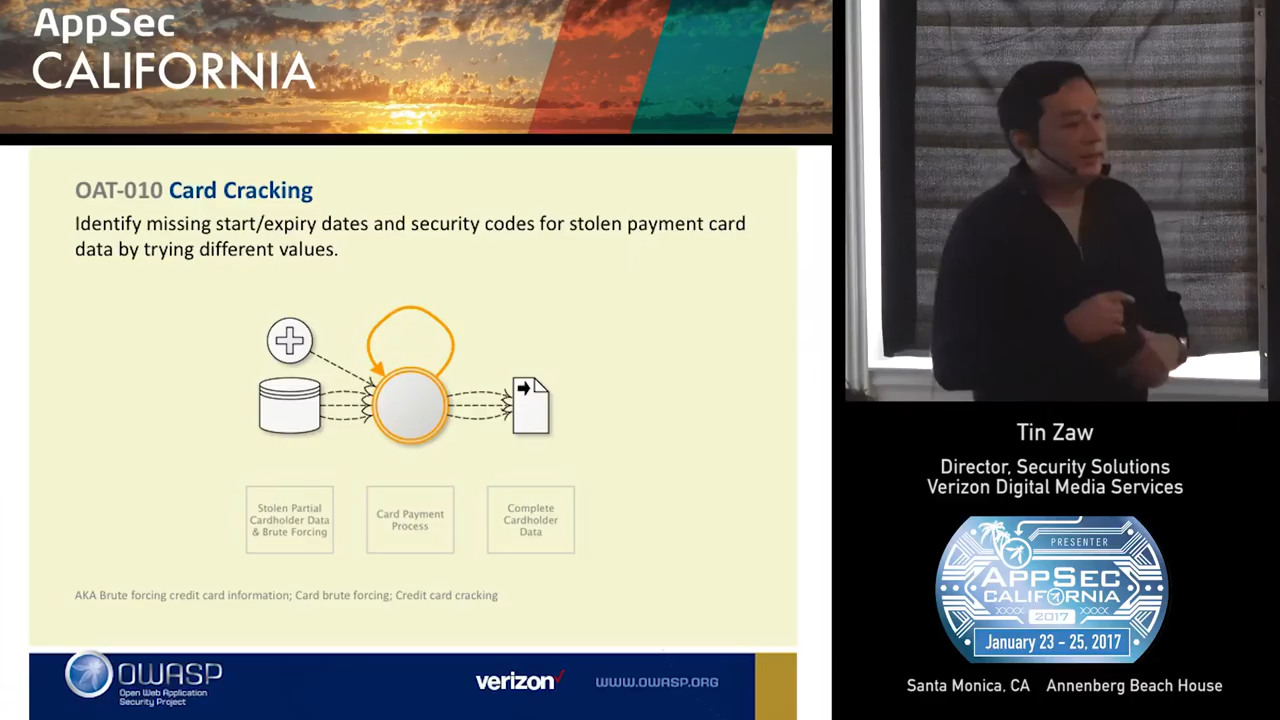 AppSec
CALIFORNIA
OAT-010 Card Cracking
Identify missing start/expiry dates and security codes for stolen payment card
data by trying different values.
Stolen Partial
Cardholder Data
& Brute Forcing
Card Payment
Process
Complete
Cardholder
Data
AKA Brute forcing credit card information; Card brute forcing; Credit card cracking
OWASP
Open Web Application
Security Project
verizon
WWW.OWASP.ORG
Tin Zaw
Director, Security Solutions
Verizon Digital Media Services
PRESENTER
APPSEC
CALIFORNIA
XXXX 2017 XXXX
January 23 - 25, 2017
Santa Monica, CA Annenberg Beach House